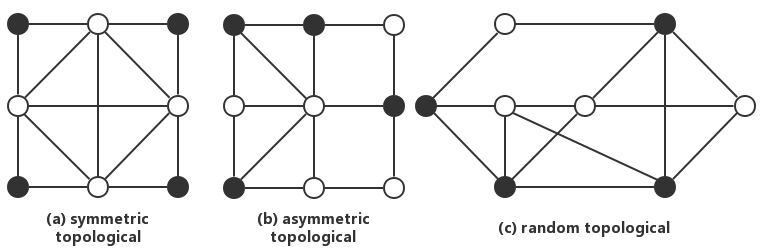 (a) symmetric
topological
(b) asymmetric
topological
(c) random topological